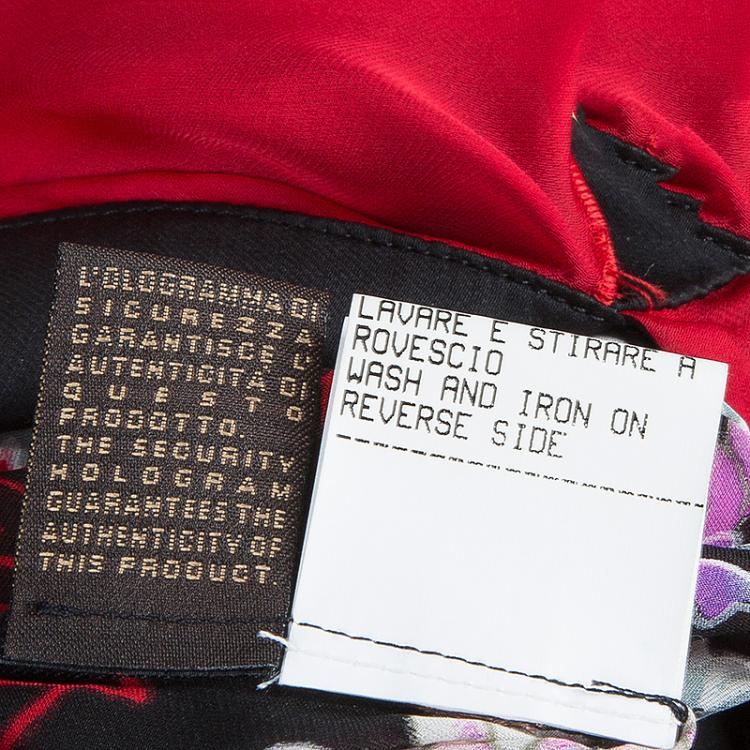 L'OLOGRAMMA DI
SICUREZZA
GARANTISCE L'
AUTENTICITA DI
QUESTO
PRODOTTO.
THE SECURITY
HOLOGRAM
GUARANTEES THE
AUTHENTICITY OF
THIS PRODUCT.
LAVARE E STIRARE A
ROVESCIO
WASH AND IRON ON
REVERSE SIDE